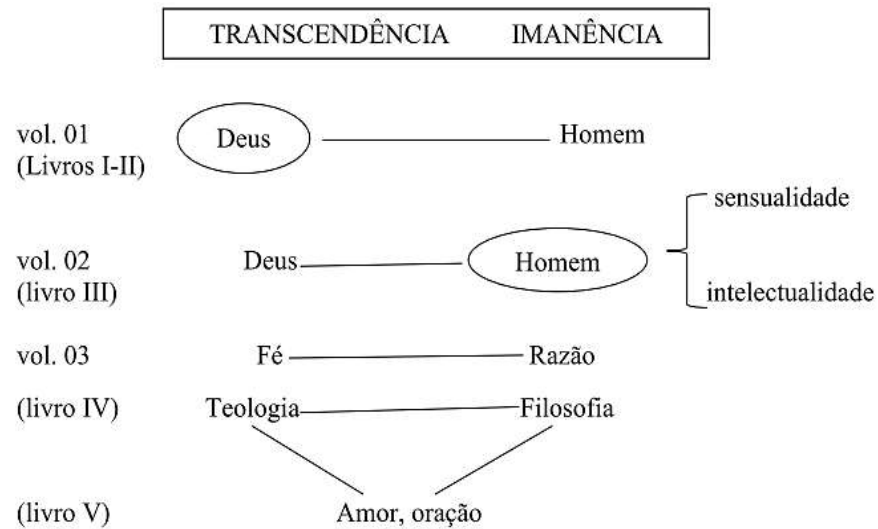 TRANSCENDÊNCIA IMANÊNCIA
vol. 01 Deus Homem
(Livros I-II)
sensualidade
vol. 02 Deus Homem
(livro III) intelectualidade
vol. 03 Fé Razão
(livro IV) Teologia Filosofia
(livro V) Amor, oração